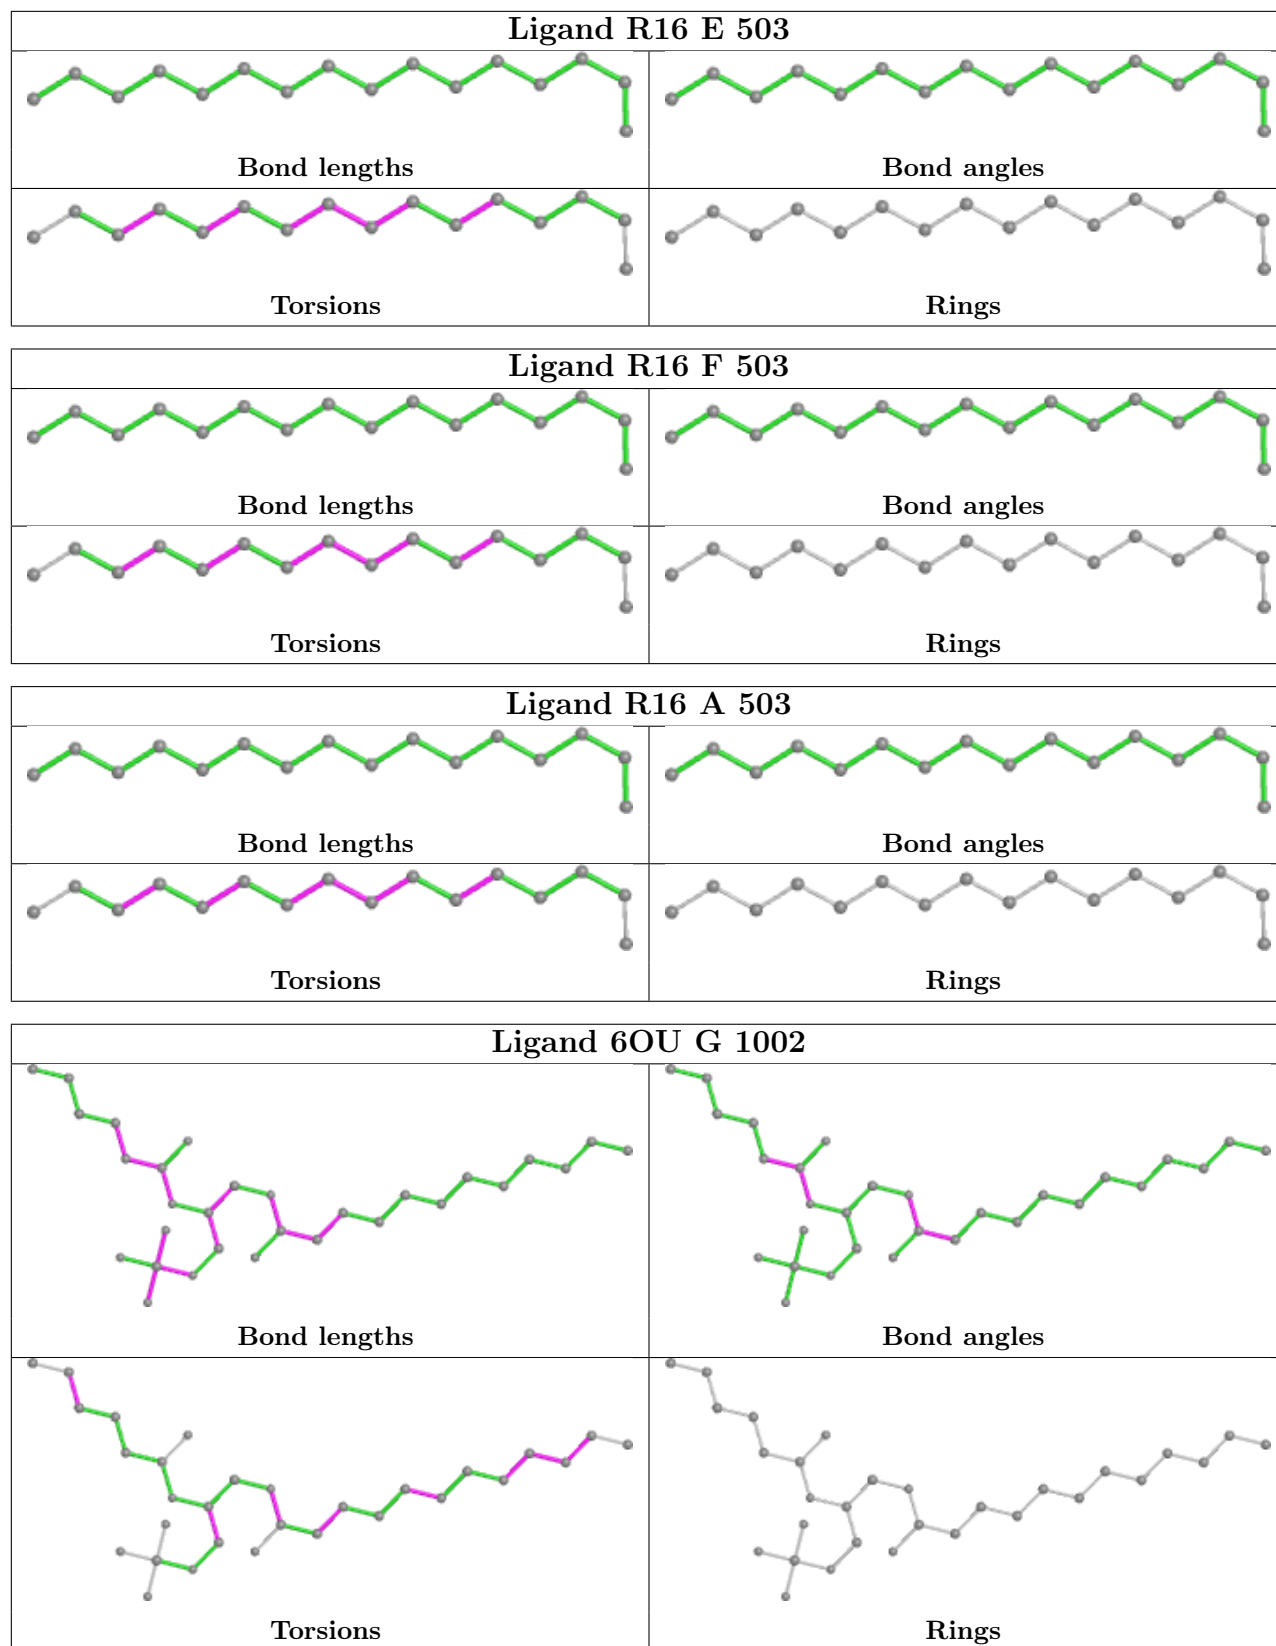 Ligand R16 E 503
Bond lengths
Bond angles
Torsions
Rings
Ligand R16 F 503
Bond lengths
Bond angles
Torsions
Rings
Ligand R16 A 503
Bond lengths
Bond angles
Torsions
Rings
Ligand 6OU G 1002
Bond lengths
Bond angles
Torsions
Rings